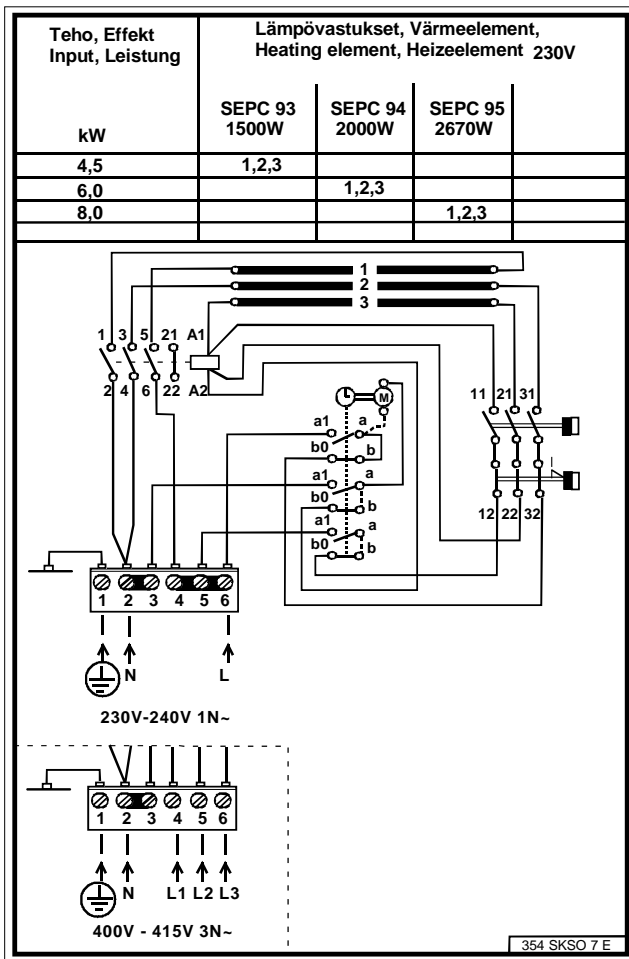 Teho, Effekt
Input, Leistung
Lämpövastukset, Värmeelement,
Heating element, Heizeelement 230V
kW
SEPC 93
1500W
SEPC 94
2000W
SEPC 95
2670W
4,5 1,2,3
6,0 1,2,3
8,0 1,2,3
1
2
3
1 3 5 21 A1
2 4 6 22 A2
M
a1 a
b0 b
a1 a
b0 b
a1 a
b0 b
11 21 31
12 22 32
1 2 3 4 5 6
N L
230V-240V 1N~
1 2 3 4 5 6
N L1 L2 L3
400V - 415V 3N~
354 SKSO 7 E